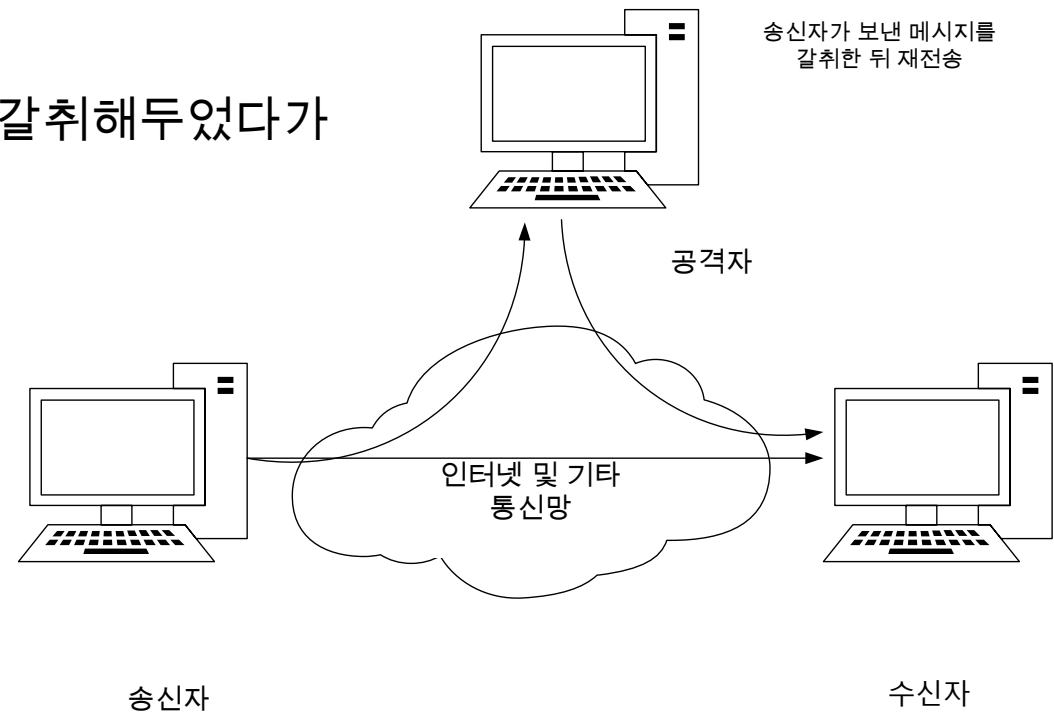 송신자가 보낸 메시지를
갈취한 뒤 재전송
갈취해두었다가
공격자
인터넷 및 기타
통신망
송신자
수신자